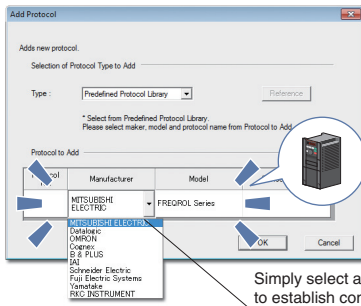 Add Protocol
Adds new protocol.
Selection of Protocol Type to Add
Type :
Predefined Protocol Library
Reference
* Select from Predefined Protocol Library.
Please select maker, model and protocol name from Protocol to Add.
Protocol to Add
Manufacturer
Model
MITSUBISHI
ELECTRIC
FREQROL Series
MITSUBISHI ELECTRIC
Datalogic
OMRON
Cognex
B & PLUS
IAI
Schneider Electric
Fuji Electric Systems
Yamatake
RKC INSTRUMENT
OK
Cancel
Simply select a
to establish con